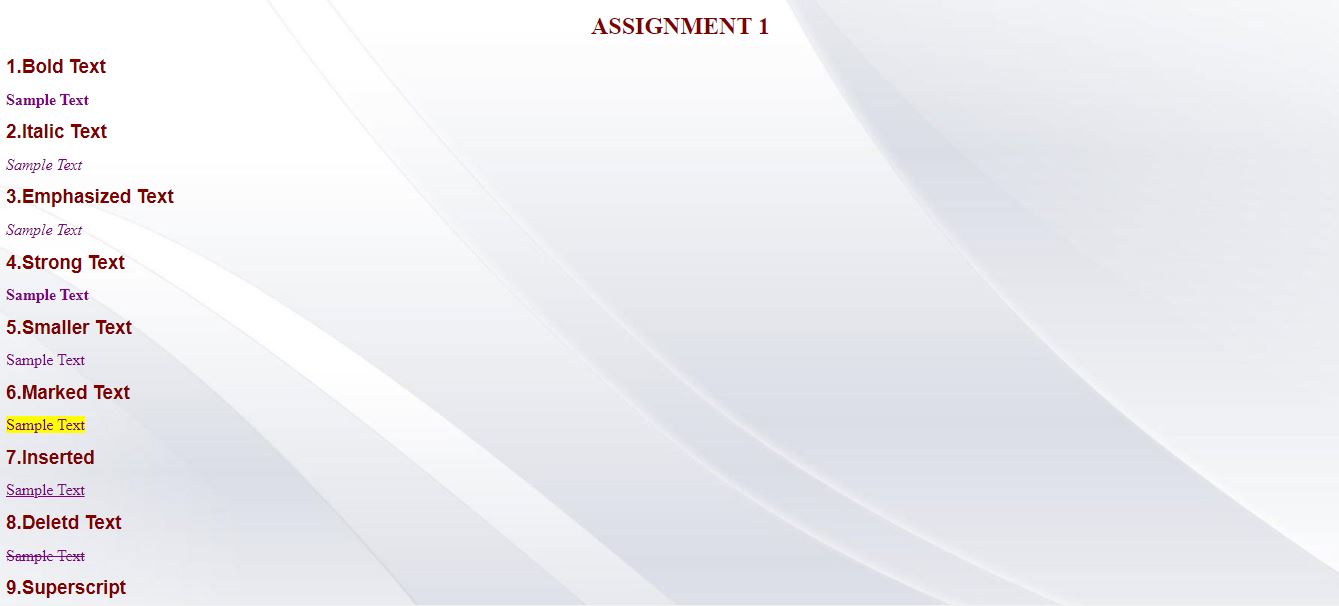 ASSIGNMENT 1
1.Bold Text
Sample Text
2.Italic Text
Sample Text
3.Emphasized Text
Sample Text
4.Strong Text
Sample Text
5.Smaller Text
Sample Text
6.Marked Text
Sample Text
7.Inserted
Sample Text
8.Deletd Text
Sample Text
9.Superscript